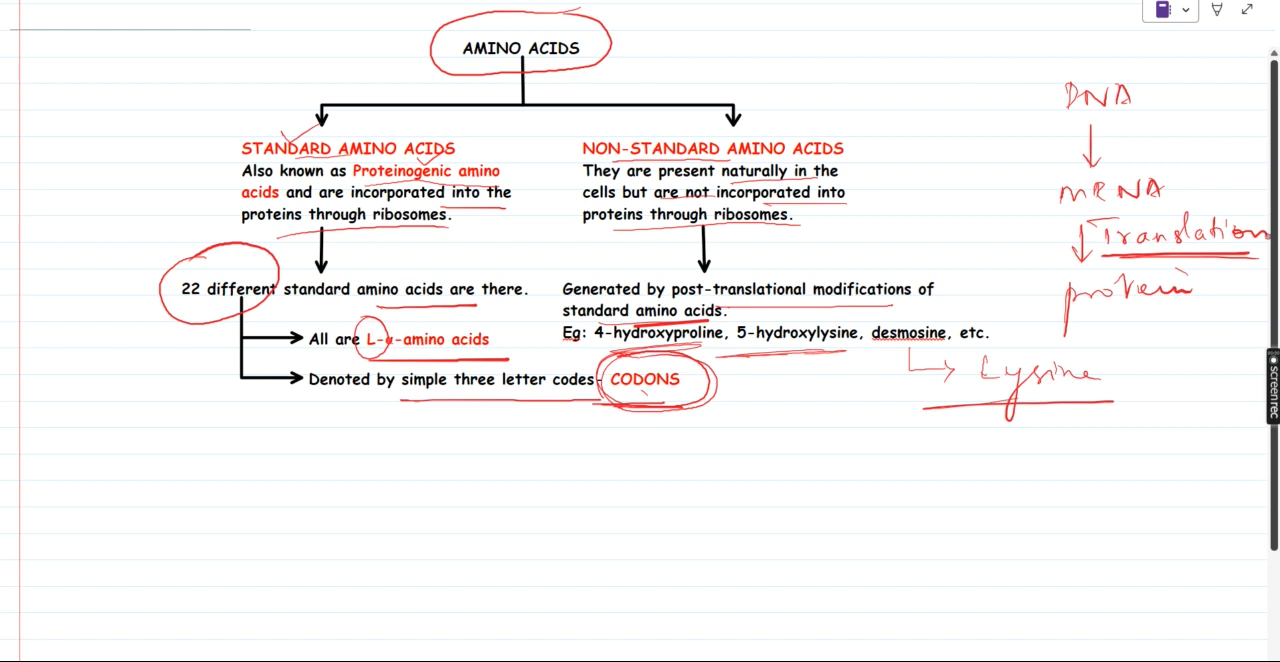 AMINO ACIDS
STANDARD AMINO ACIDS
Also known as Proteinogenic amino
acids and are incorporated into the
proteins through ribosomes.
22 different standard amino acids are there.
All are L-α-amino acids
Denoted by simple three letter codes- CODONS
NON-STANDARD AMINO ACIDS
They are present naturally in the
cells but are not incorporated into
proteins through ribosomes.
Generated by post-translational modifications of
standard amino acids.
Eg: 4-hydroxyproline, 5-hydroxylysine, desmosine, etc.
Lysine
DNA
mRNA
Translation
protein
screenrec